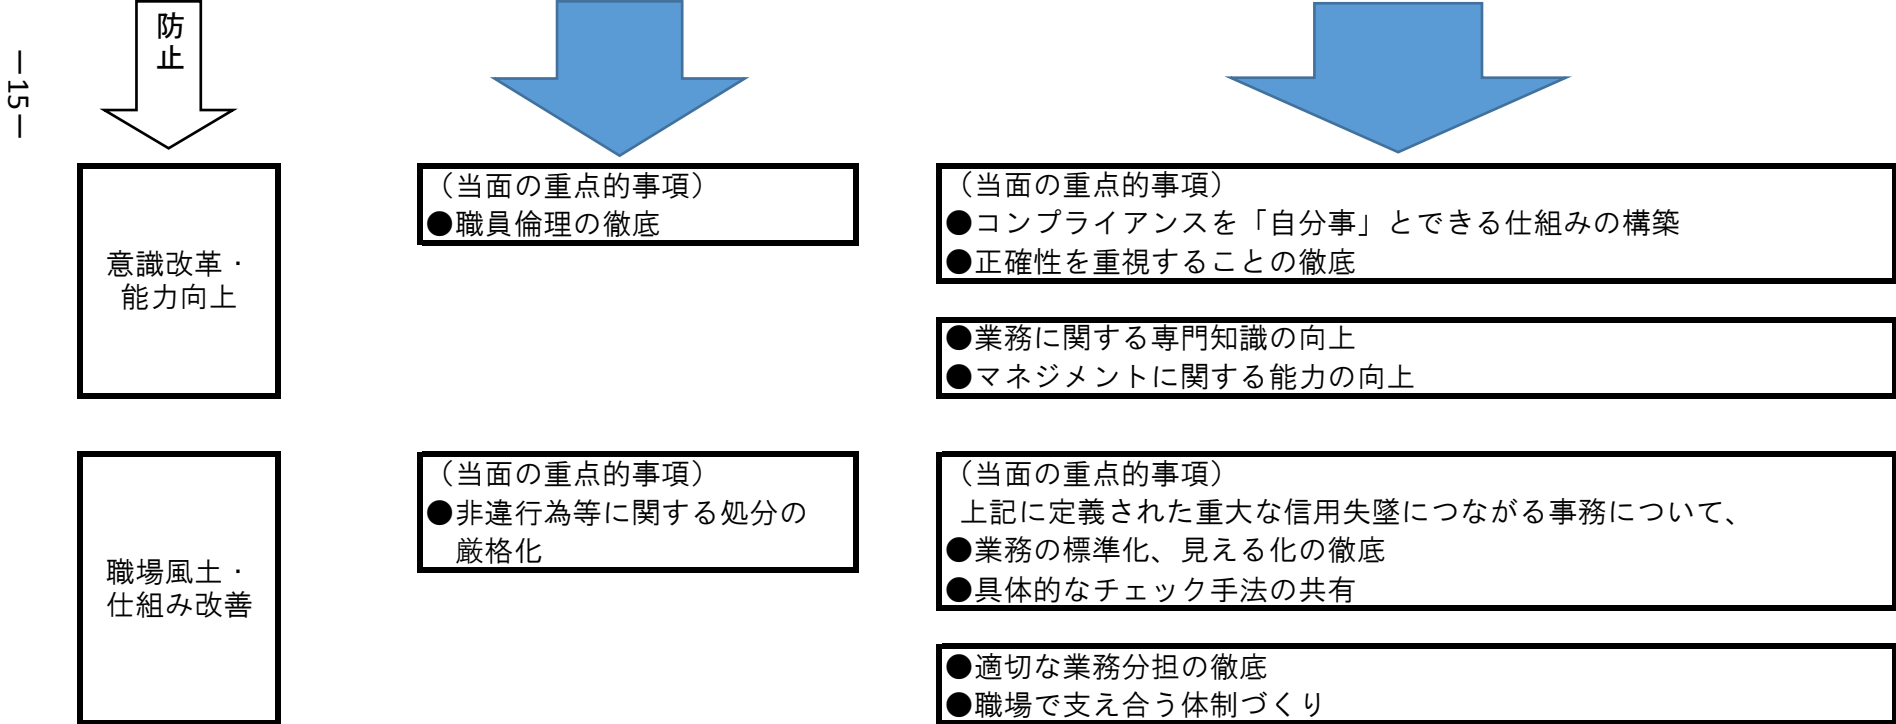 防
止
―15―
意識改革・
能力向上
（当面の重点的事項）
●職員倫理の徹底
（当面の重点的事項）
●コンプライアンスを「自分事」とできる仕組みの構築
●正確性を重視することの徹底
●業務に関する専門知識の向上
●マネジメントに関する能力の向上
職場風土・
仕組み改善
（当面の重点的事項）
●非違行為等に関する処分の
厳格化
（当面の重点的事項）
上記に定義された重大な信用失墜につながる事務について、
●業務の標準化、見える化の徹底
●具体的なチェック手法の共有
●適切な業務分担の徹底
●職場で支え合う体制づくり